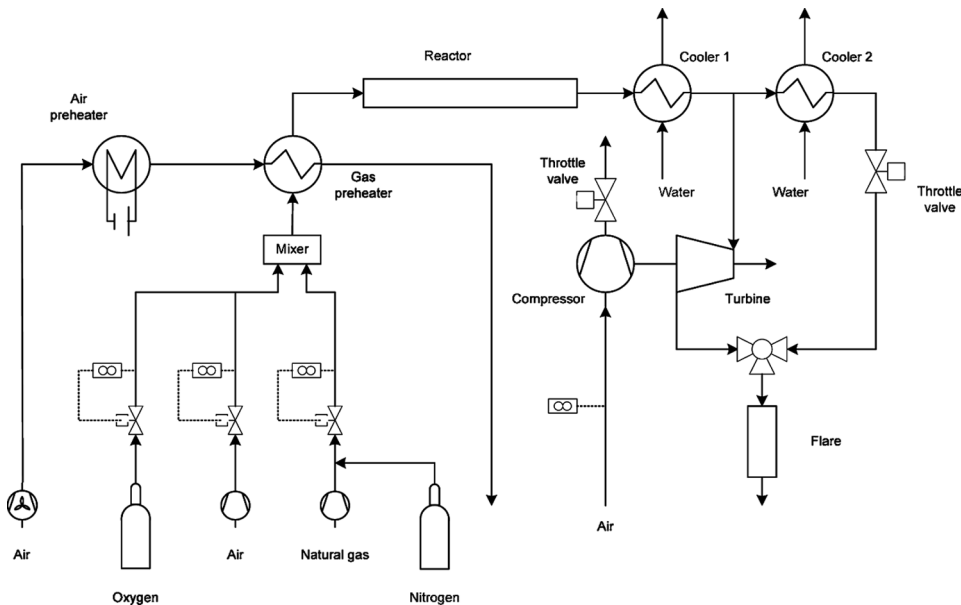 Reactor
Cooler 1
Cooler 2
Air
preheater
Gas
preheater
Throttle
valve
Water
Water
Throttle
valve
Mixer
Compressor
Turbine
Flare
Air
Air
Air
Natural gas
Oxygen
Nitrogen